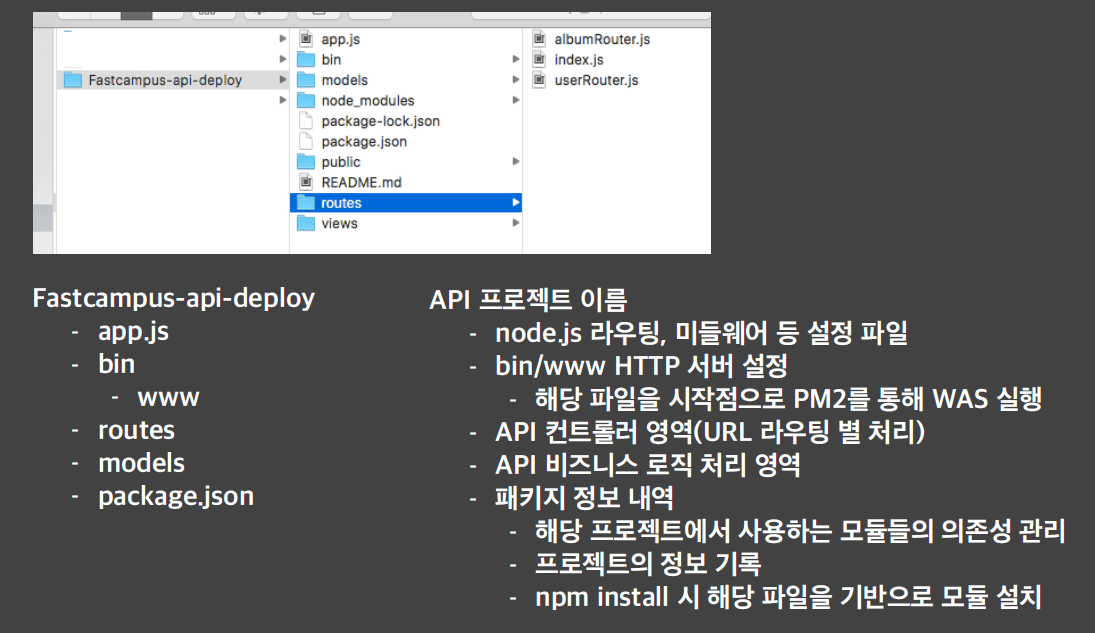 Fastcampus-api-deploy
app.js
bin
models
node_modules
package-lock.json
package.json
public
README.md
routes
views
albumRouter.js
index.js
userRouter.js
Fastcampus-api-deploy
- app.js
- bin
- www
- routes
- models
- package.json
API 프로젝트 이름
- node.js 라우팅, 미들웨어 등 설정 파일
- bin/www HTTP 서버 설정
- 해당 파일을 시작점으로 PM2를 통해 WAS 실행
- API 컨트롤러 영역(URL 라우팅 별 처리)
- API 비즈니스 로직 처리 영역
- 패키지 정보 내역
- 해당 프로젝트에서 사용하는 모듈들의 의존성 관리
- 프로젝트의 정보 기록
- npm install 시 해당 파일을 기반으로 모듈 설치